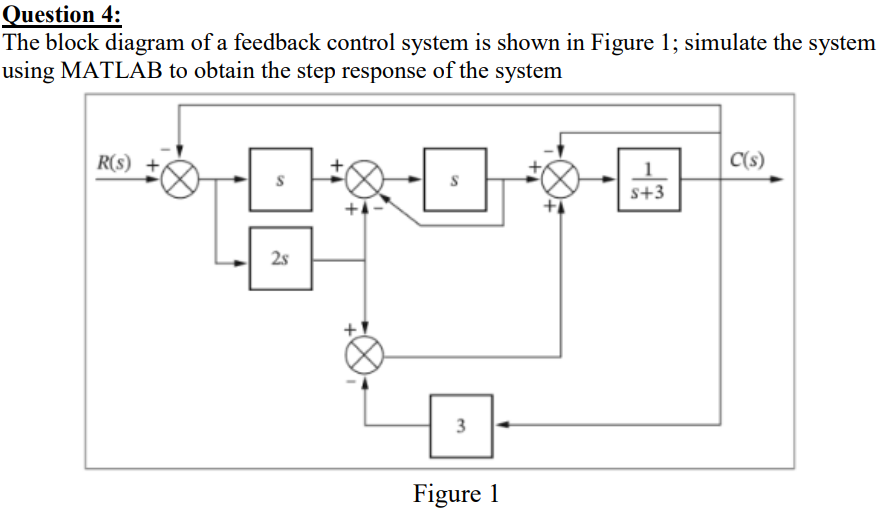 Question 4:
The block diagram of a feedback control system is shown in Figure 1; simulate the system
using MATLAB to obtain the step response of the system
R(s) +
-
s
+
+
-
s
-
+
+
1
s+3
C(s)
2s
+
-
3
Figure 1